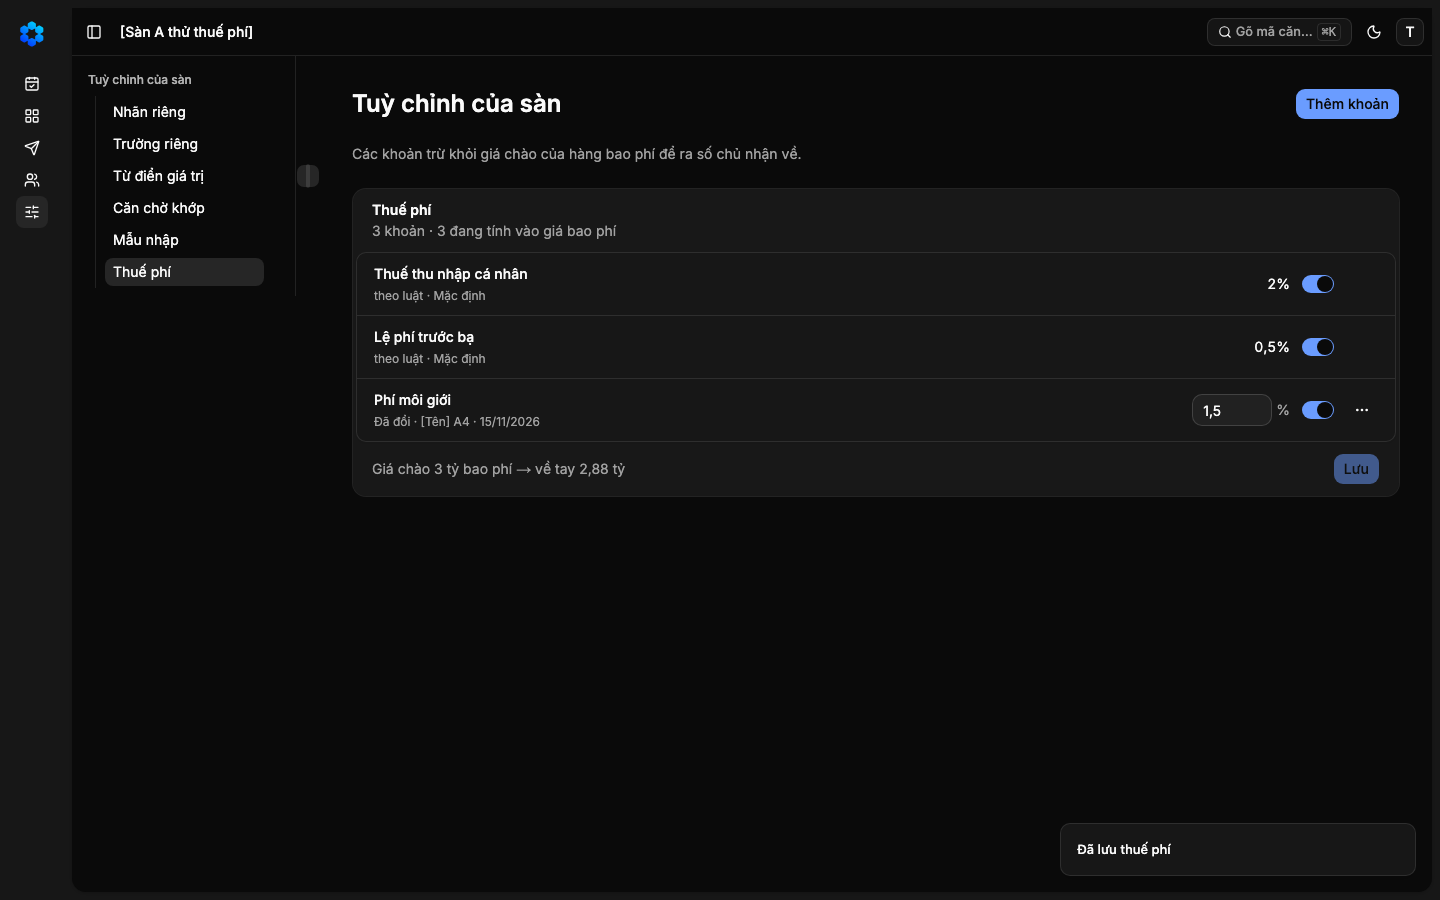 [Sàn A thử thuế phí]
Gõ mã căn... ⌘K
T
Tuỳ chỉnh của sàn
Nhãn riêng
Trường riêng
Từ điển giá trị
Căn chờ khớp
Mẫu nhập
Thuế phí
Tuỳ chỉnh của sàn
Thêm khoản
Các khoản trừ khỏi giá chào của hàng bao phí để ra số chủ nhận về.
Thuế phí
3 khoản · 3 đang tính vào giá bao phí
Thuế thu nhập cá nhân
theo luật · Mặc định
2%
Lệ phí trước bạ
theo luật · Mặc định
0,5%
Phí môi giới
Đã đổi · [Tên] A4 · 15/11/2026
1,5 %
Giá chào 3 tỷ bao phí → về tay 2,88 tỷ
Lưu
Đã lưu thuế phí